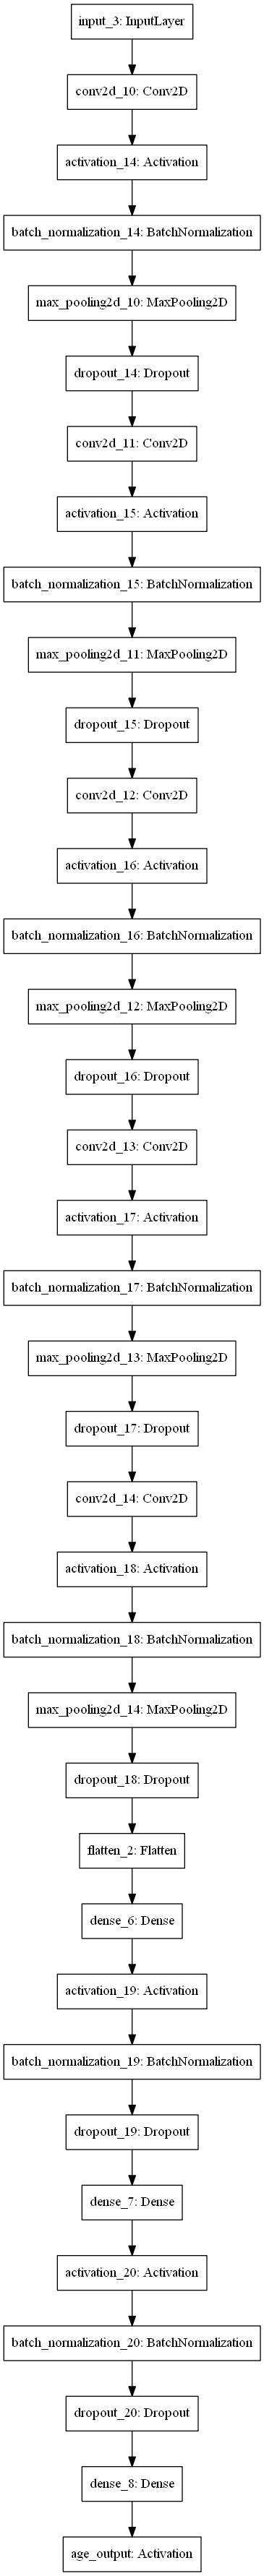 input_3: InputLayer
conv2d_10: Conv2D
activation_14: Activation
batch_normalization_14: BatchNormalization
max_pooling2d_10: MaxPooling2D
dropout_14: Dropout
conv2d_11: Conv2D
activation_15: Activation
batch_normalization_15: BatchNormalization
max_pooling2d_11: MaxPooling2D
dropout_15: Dropout
conv2d_12: Conv2D
activation_16: Activation
batch_normalization_16: BatchNormalization
max_pooling2d_12: MaxPooling2D
dropout_16: Dropout
conv2d_13: Conv2D
activation_17: Activation
batch_normalization_17: BatchNormalization
max_pooling2d_13: MaxPooling2D
dropout_17: Dropout
conv2d_14: Conv2D
activation_18: Activation
batch_normalization_18: BatchNormalization
max_pooling2d_14: MaxPooling2D
dropout_18: Dropout
flatten_2: Flatten
dense_6: Dense
activation_19: Activation
batch_normalization_19: BatchNormalization
dropout_19: Dropout
dense_7: Dense
activation_20: Activation
batch_normalization_20: BatchNormalization
dropout_20: Dropout
dense_8: Dense
age_output: Activation